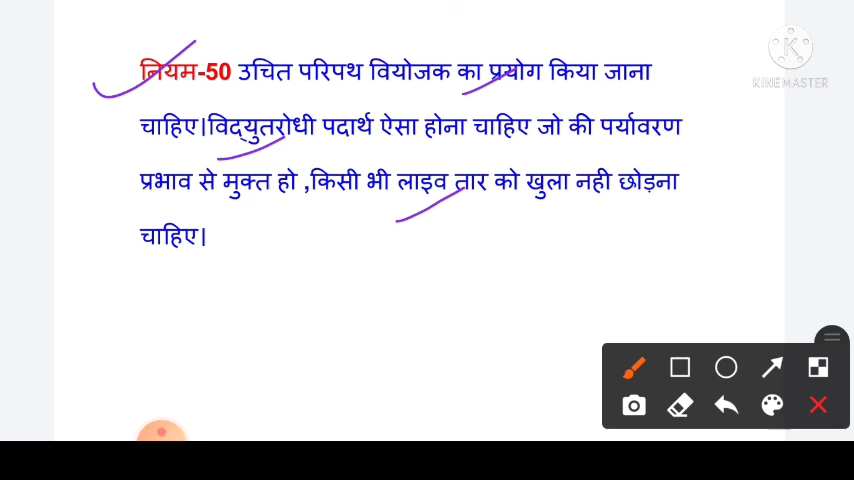 नियम-50 उचित परिपथ वियोजक का प्रयोग किया जाना
चाहिए।विद्युतरोधी पदार्थ ऐसा होना चाहिए जो की पर्यावरण
प्रभाव से मुक्त हो ,किसी भी लाइव तार को खुला नही छोड़ना
चाहिए।
KINEMASTER